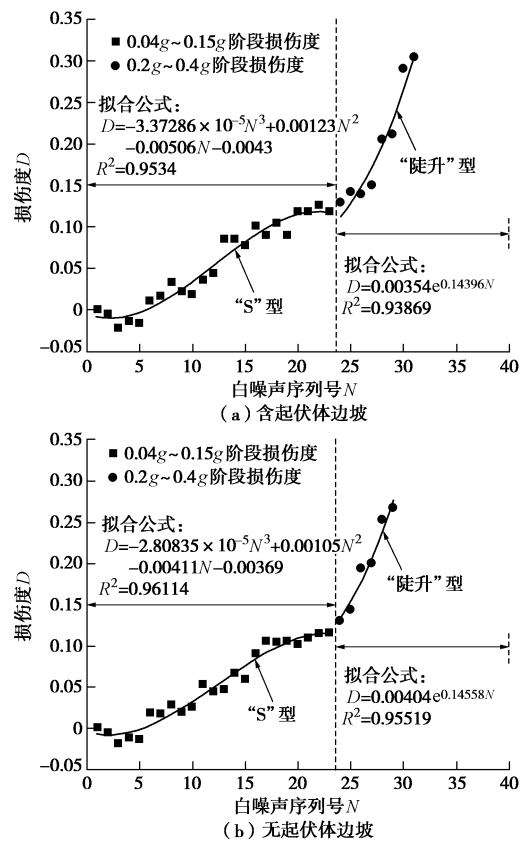 0.35
0.30
0.25
0.20
0.15
0.10
0.05
0
-0.05
损伤度D
■ 0.04g~0.15g阶段损伤度
● 0.2g~0.4g阶段损伤度
拟合公式：
D=-3.37286×10⁻⁵N³+0.00123N²
-0.00506N-0.0043
R²=0.9534
“陡升”型
“S”型
拟合公式：
D=0.00354e^0.14396N
R²=0.93869
0 5 10 15 20 25 30 35 40
白噪声序列号N
（a）含起伏体边坡
0.35
0.30
0.25
0.20
0.15
0.10
0.05
0
-0.05
损伤度D
■ 0.04g~0.15g阶段损伤度
● 0.2g~0.4g阶段损伤度
拟合公式：
D=-2.80835×10⁻⁵N³+0.00105N²
-0.00411N-0.00369
R²=0.96114
“陡升”型
“S”型
拟合公式：
D=0.00404e^0.14558N
R²=0.95519
0 5 10 15 20 25 30 35 40
白噪声序列号N
（b）无起伏体边坡